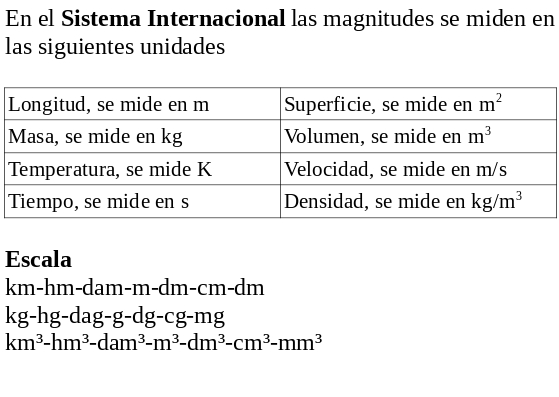 En el Sistema Internacional las magnitudes se miden en
las siguientes unidades
Longitud, se mide en m
Superficie, se mide en m²
Masa, se mide en kg
Volumen, se mide en m³
Temperatura, se mide K
Velocidad, se mide en m/s
Tiempo, se mide en s
Densidad, se mide en kg/m³
Escala
km-hm-dam-m-dm-cm-dm
kg-hg-dag-g-dg-cg-mg
km³-hm³-dam³-m³-dm³-cm³-mm³